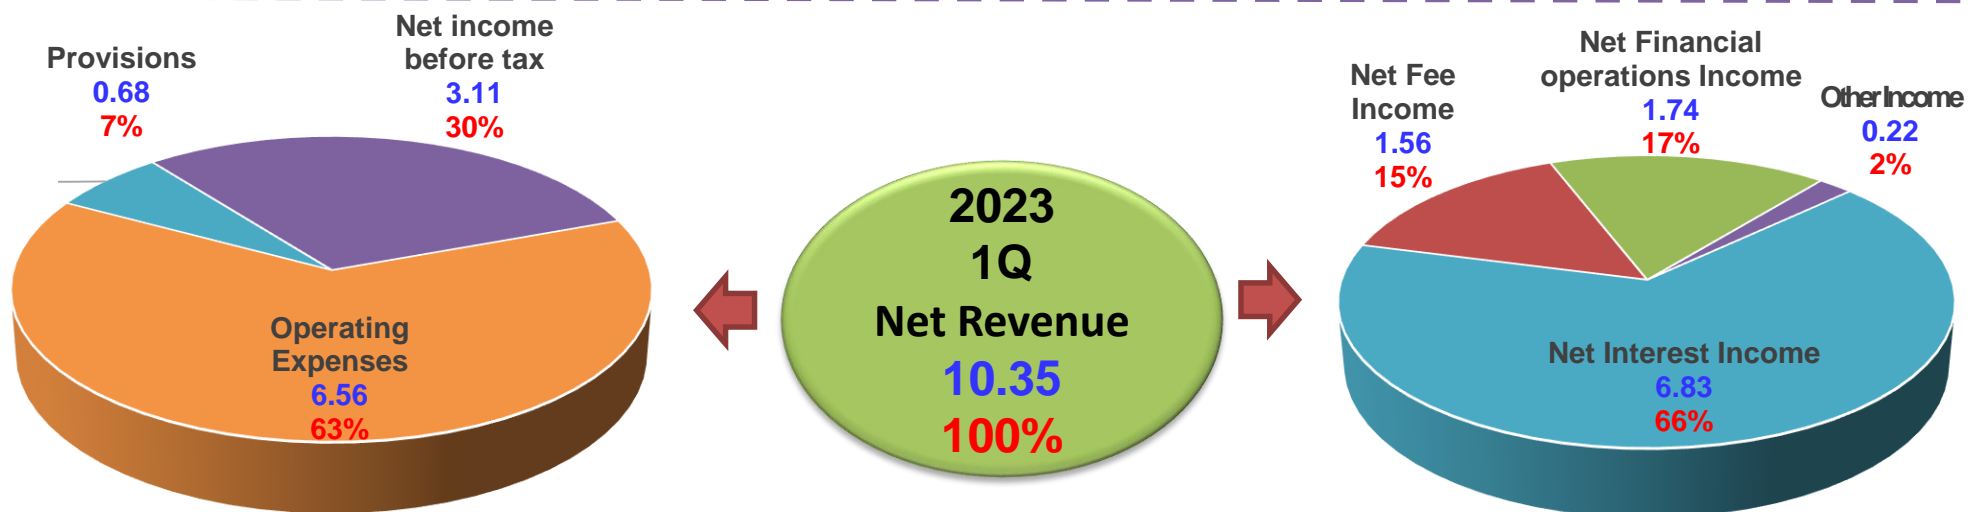 Provisions
0.68
7%
Net income
before tax
3.11
30%
Operating
Expenses
6.56
63%
2023
1Q
Net Revenue
10.35
100%
Net Fee
Income
1.56
15%
Net Financial
operations Income
1.74
17%
Other Income
0.22
2%
Net Interest Income
6.83
66%